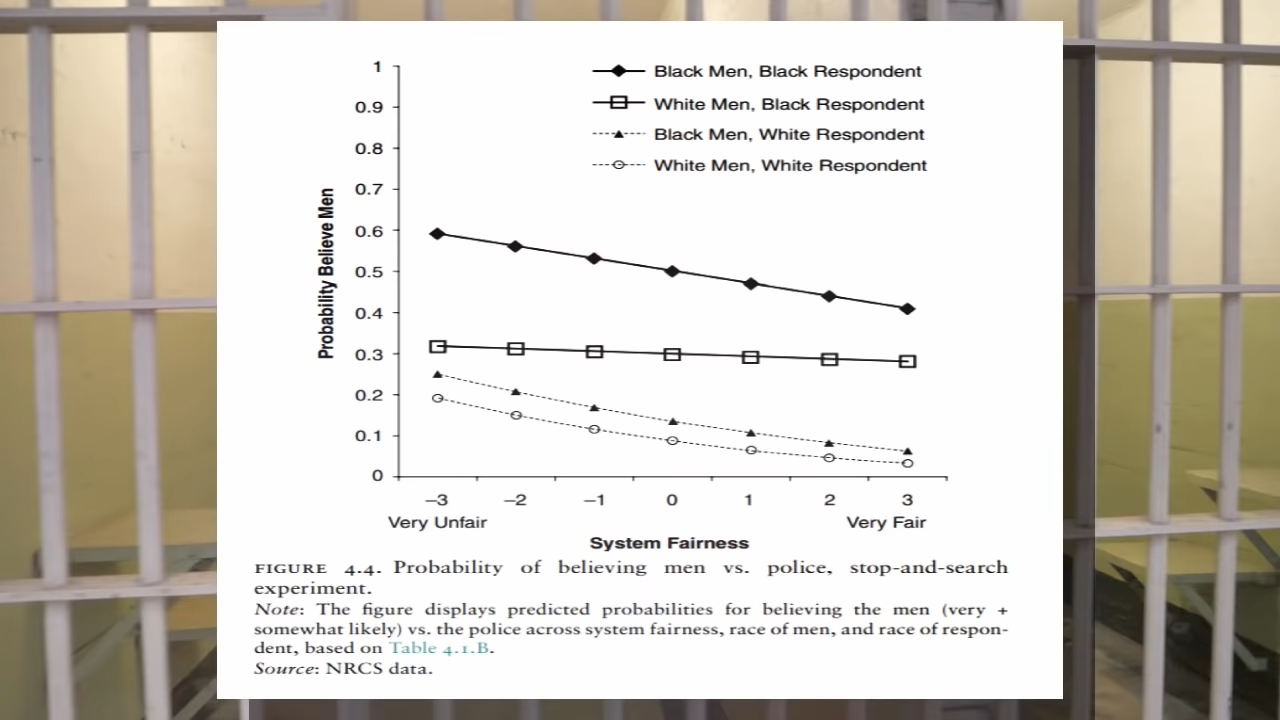 Black Men, Black Respondent
White Men, Black Respondent
Black Men, White Respondent
White Men, White Respondent
Probability Believe Men
1
0.9
0.8
0.7
0.6
0.5
0.4
0.3
0.2
0.1
0
–3 –2 –1 0 1 2 3
Very Unfair Very Fair
System Fairness
FIGURE 4.4. Probability of believing men vs. police, stop-and-search
experiment.
Note: The figure displays predicted probabilities for believing the men (very +
somewhat likely) vs. the police across system fairness, race of men, and race of respon-
dent, based on Table 4.1.B.
Source: NRCS data.